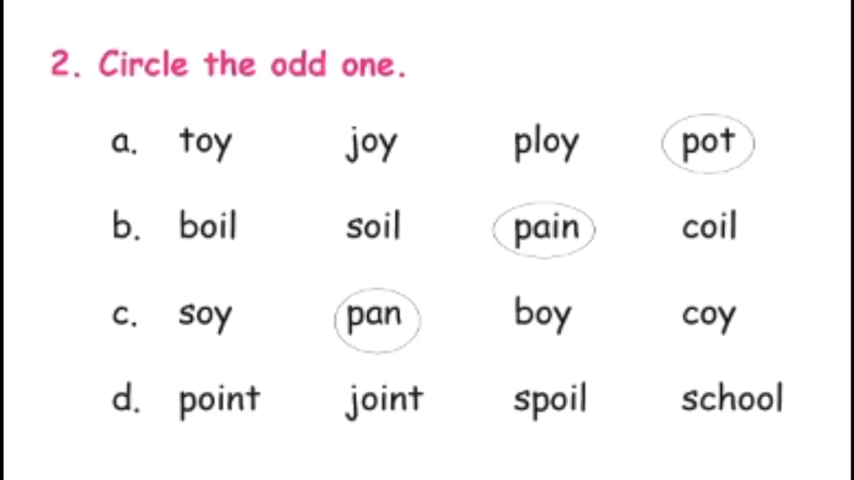 2. Circle the odd one.
a. toy joy ploy pot
b. boil soil pain coil
c. soy pan boy coy
d. point joint spoil school